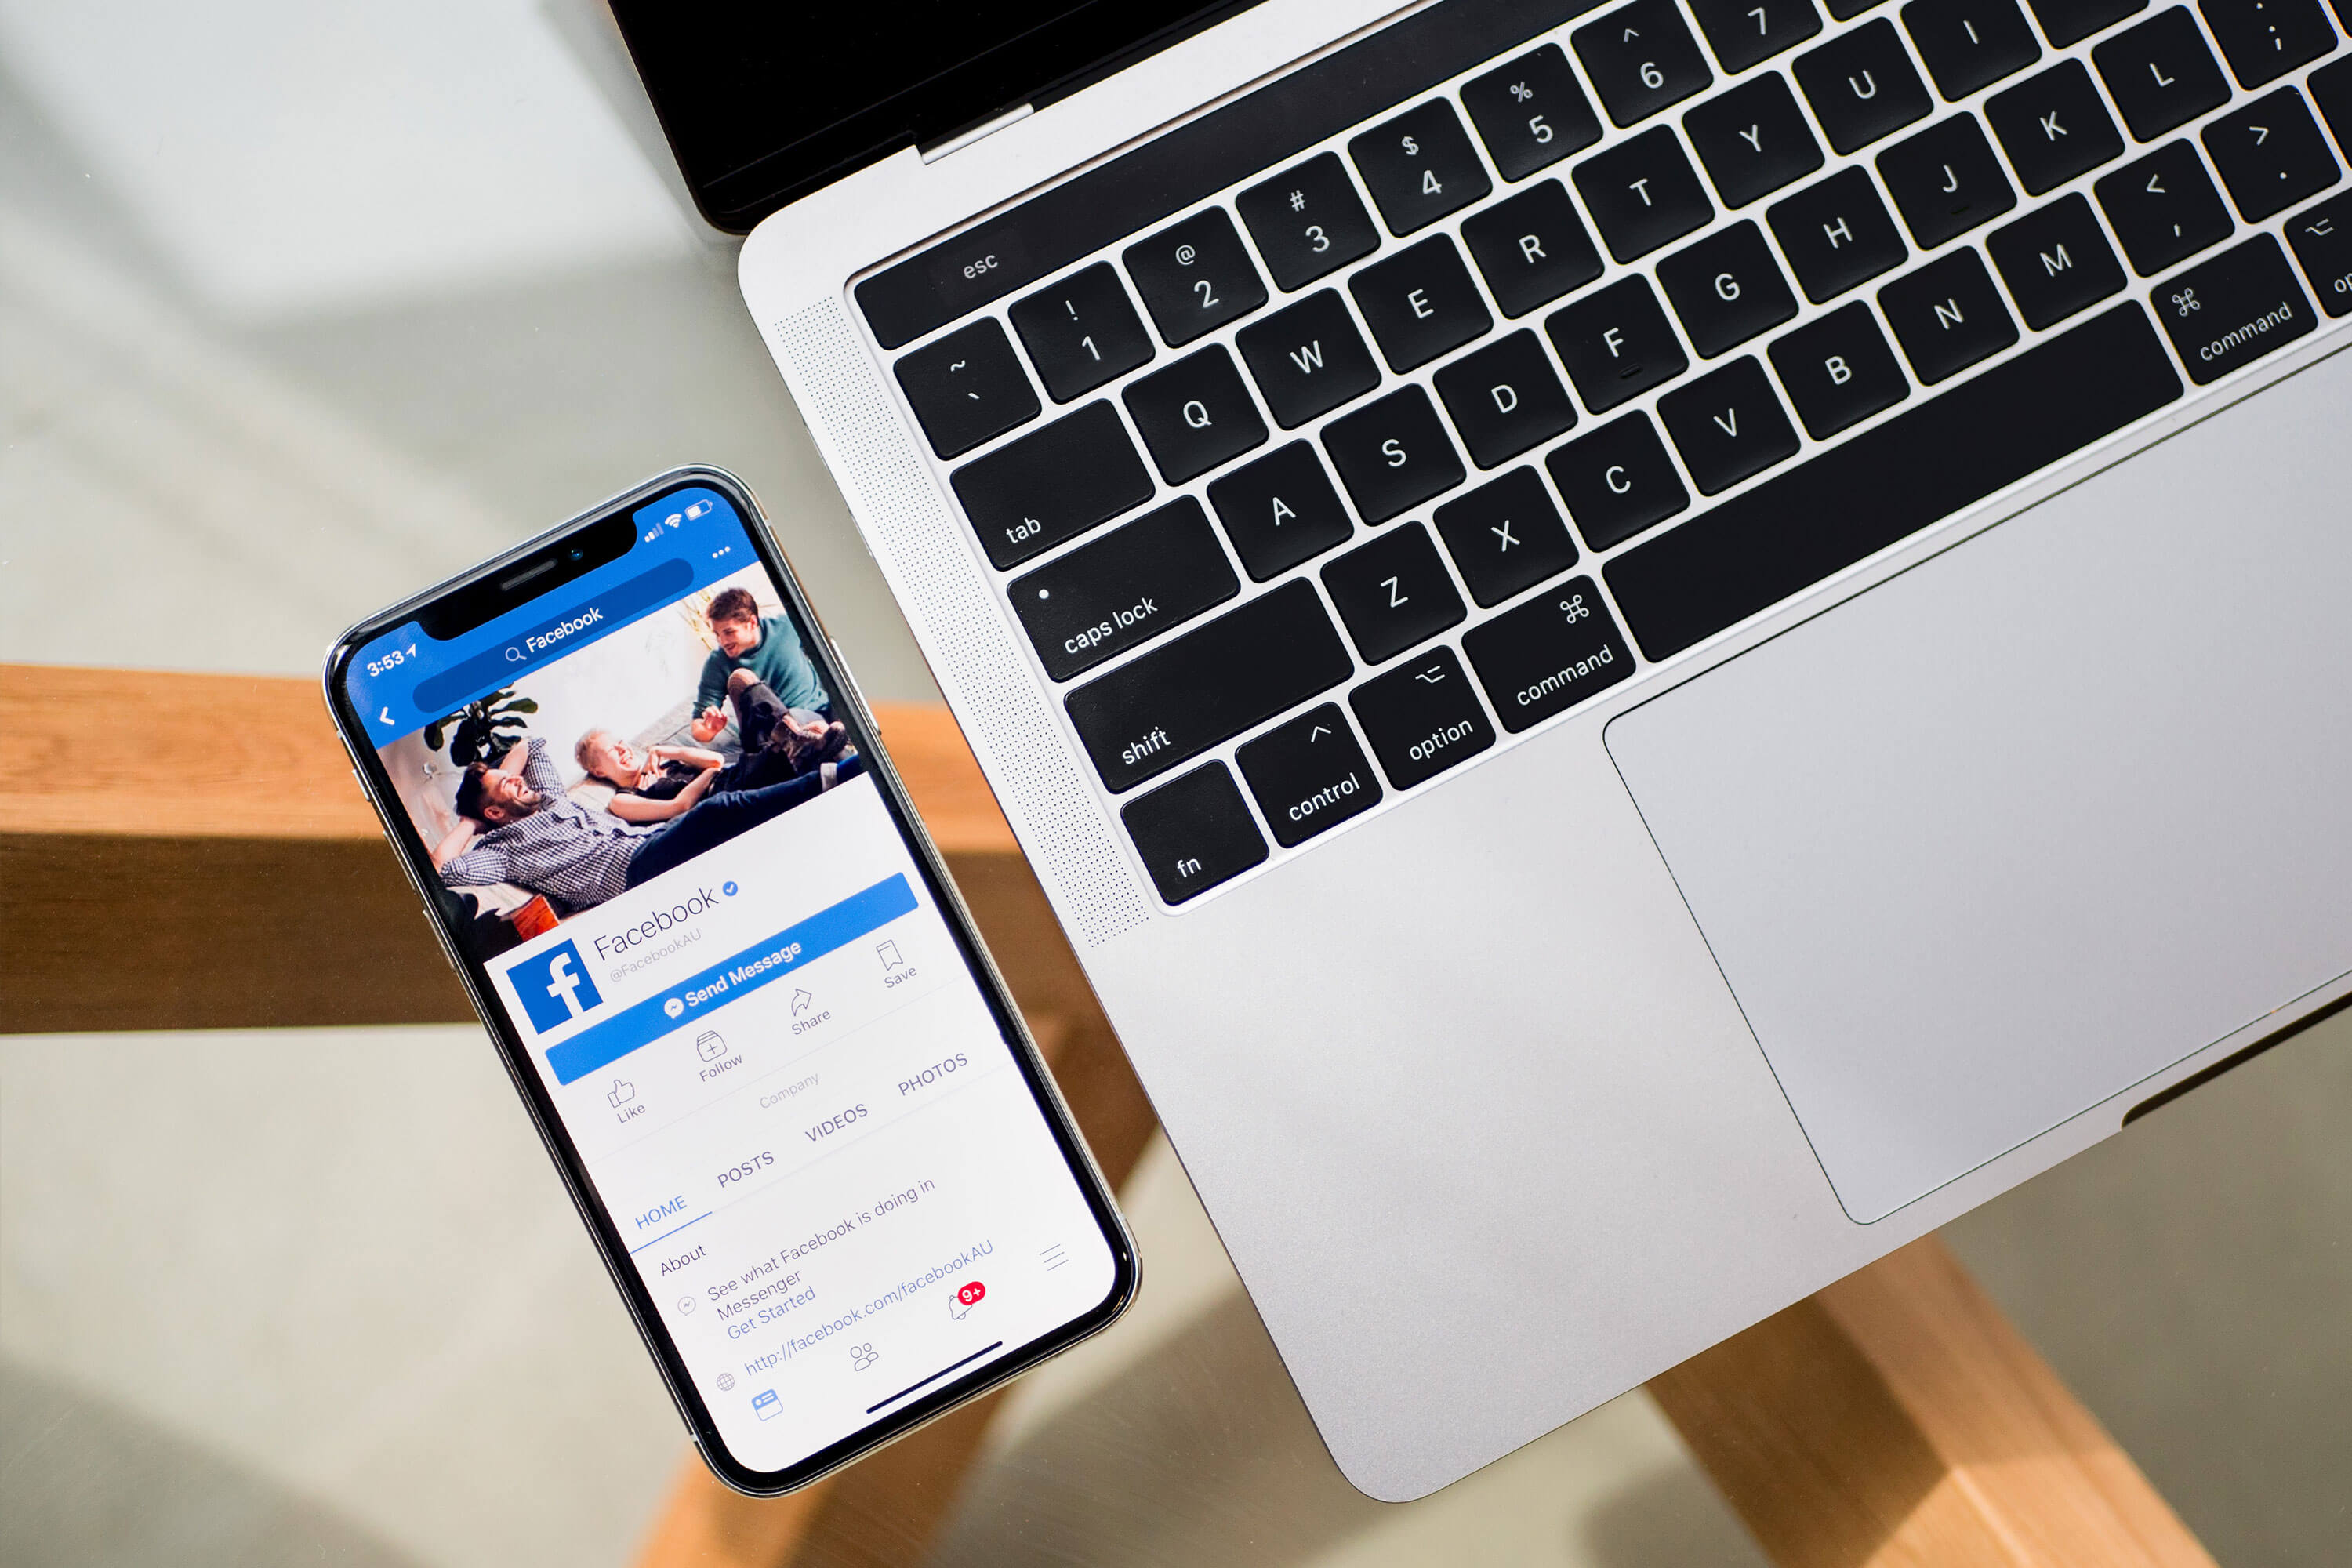 3:53
Facebook
Facebook
@FacebookAU
Send Message
Like
Follow
Share
Save
Company
HOME
POSTS
VIDEOS
PHOTOS
About
See what Facebook is doing in
Messenger
Get Started
http://facebook.com/facebookAU
9+
esc
~ ! @ # $ % ^
` 1 2 3 4 5 6 7
tab Q W E R T Y U I
caps lock A S D F G H J K L ;
shift Z X C V B N M < , > .
fn control option command command